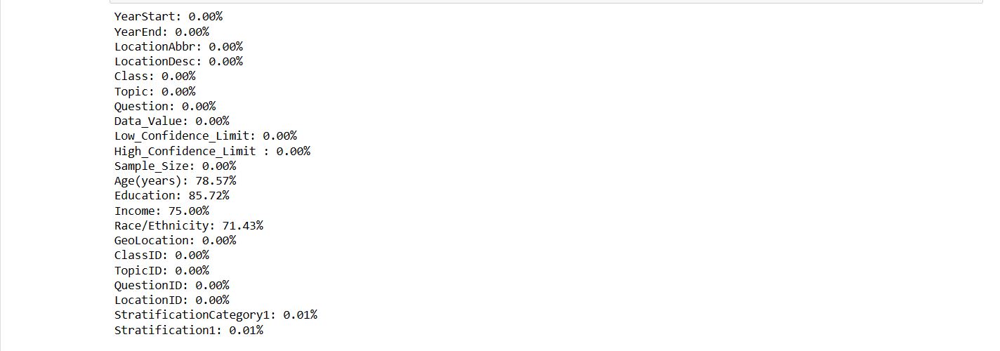 YearStart: 0.00%
YearEnd: 0.00%
LocationAbbr: 0.00%
LocationDesc: 0.00%
Class: 0.00%
Topic: 0.00%
Question: 0.00%
Data_Value: 0.00%
Low_Confidence_Limit: 0.00%
High_Confidence_Limit : 0.00%
Sample_Size: 0.00%
Age(years): 78.57%
Education: 85.72%
Income: 75.00%
Race/Ethnicity: 71.43%
GeoLocation: 0.00%
ClassID: 0.00%
TopicID: 0.00%
QuestionID: 0.00%
LocationID: 0.00%
StratificationCategory1: 0.01%
Stratification1: 0.01%